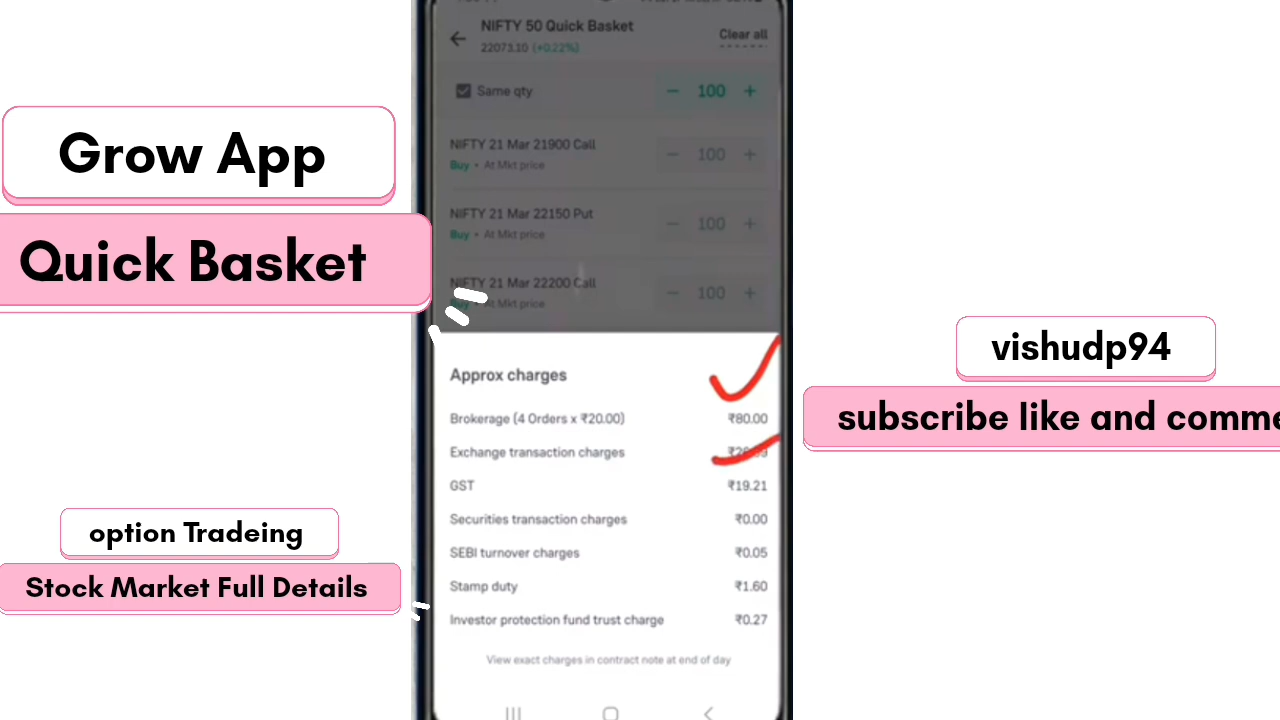 Grow App
Quick Basket
option Tradeing
Stock Market Full Details
NIFTY 50 Quick Basket
22073.10 (+0.22%)
Clear all
Same qty
− 100 +
NIFTY 21 Mar 21900 Call
Buy • At Mkt price
− 100 +
NIFTY 21 Mar 22150 Put
Buy • At Mkt price
− 100 +
NIFTY 21 Mar 22200 Call
Buy • At Mkt price
− 100 +
Approx charges
Brokerage (4 Orders x ₹20.00) ₹80.00
Exchange transaction charges
GST ₹19.21
Securities transaction charges ₹0.00
SEBI turnover charges ₹0.05
Stamp duty ₹1.60
Investor protection fund trust charge ₹0.27
View exact charges in contract note at end of day
vishudp94
subscribe like and comme